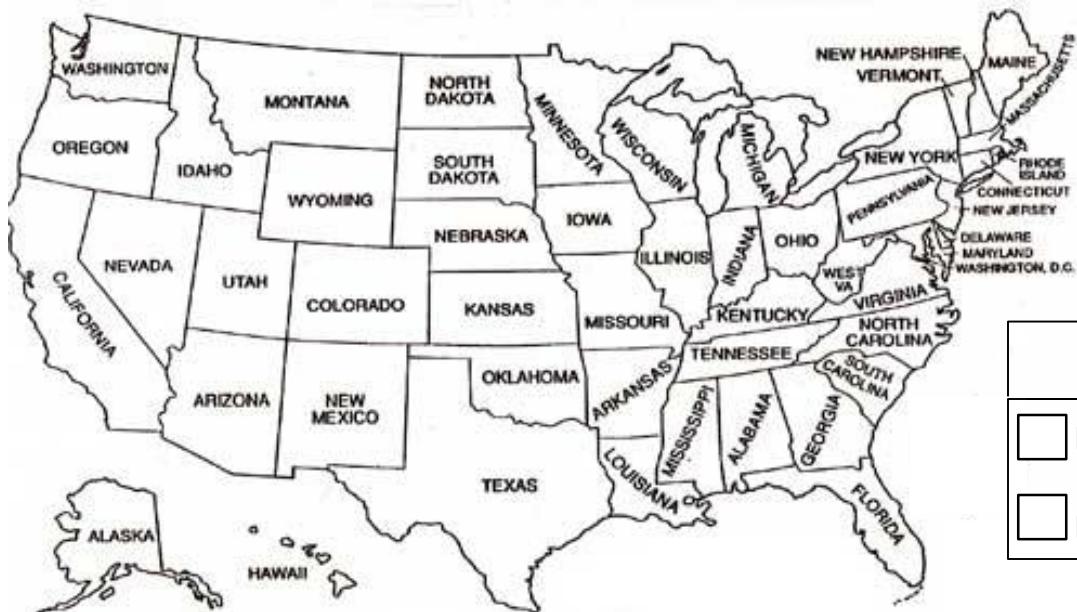 WASHINGTON
OREGON
IDAHO
MONTANA
WYOMING
NORTH
DAKOTA
SOUTH
DAKOTA
NEBRASKA
KANSAS
OKLAHOMA
TEXAS
MINNESOTA
IOWA
MISSOURI
ARKANSAS
LOUISIANA
WISCONSIN
ILLINOIS
MICHIGAN
INDIANA
OHIO
KENTUCKY
TENNESSEE
MISSISSIPPI
ALABAMA
GEORGIA
FLORIDA
SOUTH
CAROLINA
NORTH
CAROLINA
VIRGINIA
WEST
VA
PENNSYLVANIA
NEW YORK
NEW HAMPSHIRE
VERMONT
MAINE
MASSACHUSETTS
RHODE
ISLAND
CONNECTICUT
NEW JERSEY
DELAWARE
MARYLAND
WASHINGTON, D.C.
CALIFORNIA
NEVADA
UTAH
COLORADO
ARIZONA
NEW
MEXICO
ALASKA
HAWAII